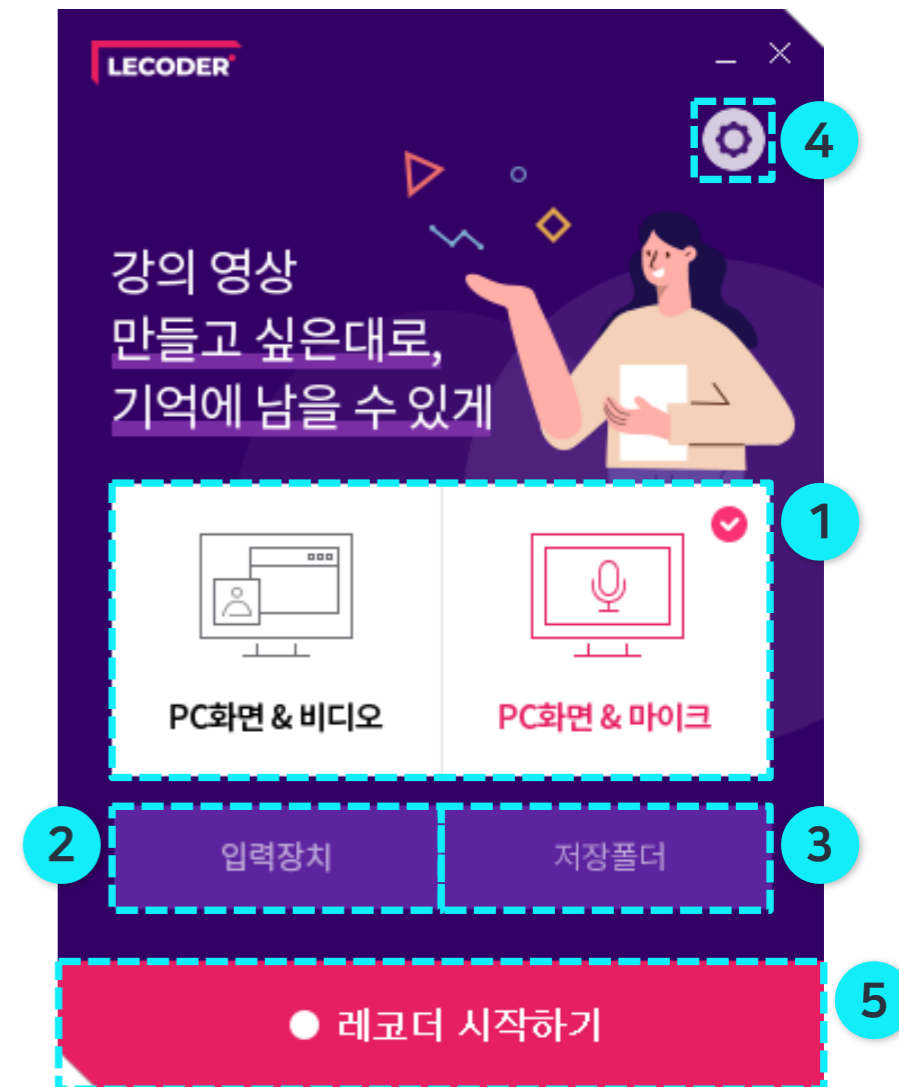 LECODER
4
강의 영상
만들고 싶은대로,
기억에 남을 수 있게
1
PC화면 & 비디오
PC화면 & 마이크
2
입력장치
저장폴더
3
레코더 시작하기
5